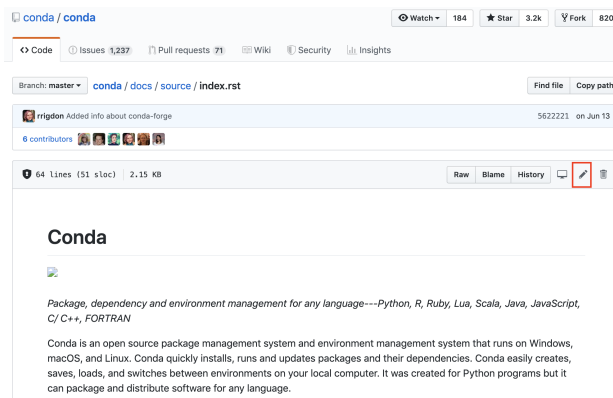 conda / conda
Watch 184 Star 3.2k Fork 820
Code Issues 1,237 Pull requests 71 Wiki Security Insights
Branch: master conda / docs / source / index.rst Find file Copy path
rrigdon Added info about conda-forge 5622221 on Jun 13
6 contributors
64 lines (51 sloc) 2.15 KB Raw Blame History
Conda
Package, dependency and environment management for any language---Python, R, Ruby, Lua, Scala, Java, JavaScript,
C/ C++, FORTRAN
Conda is an open source package management system and environment management system that runs on Windows,
macOS, and Linux. Conda quickly installs, runs and updates packages and their dependencies. Conda easily creates,
saves, loads, and switches between environments on your local computer. It was created for Python programs but it
can package and distribute software for any language.